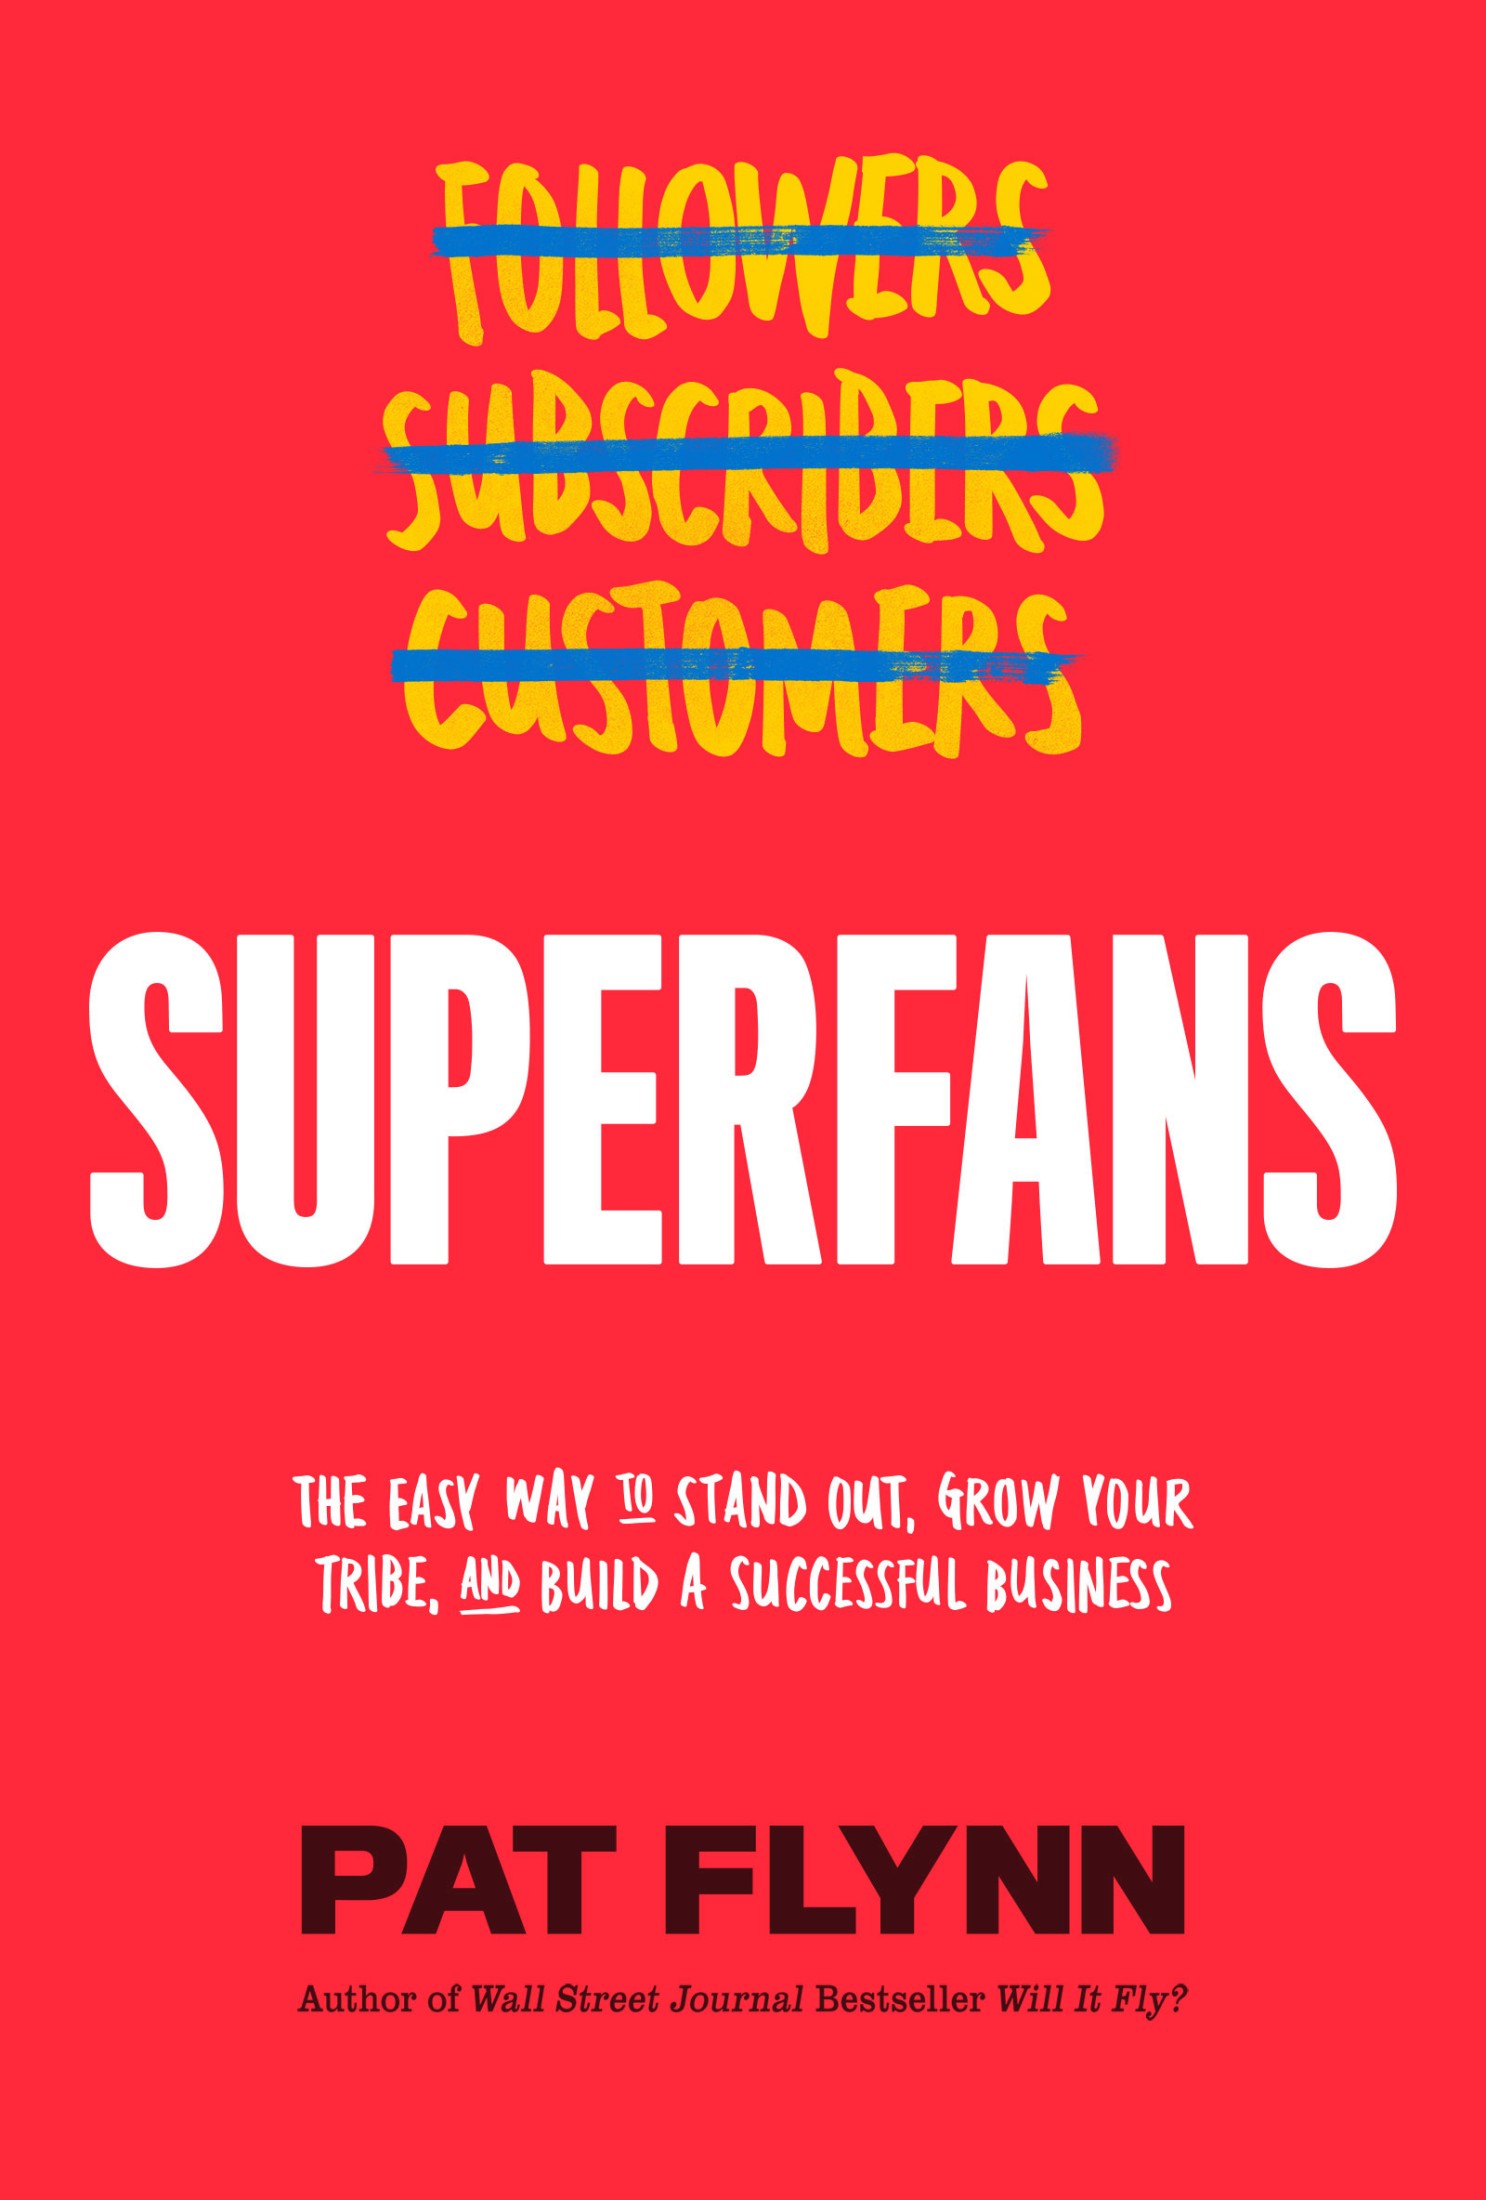 FOLLOWERS
SUBSCRIBERS
CUSTOMERS
SUPERFANS
THE EASY WAY TO STAND OUT, GROW YOUR
TRIBE, AND BUILD A SUCCESSFUL BUSINESS
PAT FLYNN
Author of Wall Street Journal Bestseller Will It Fly?